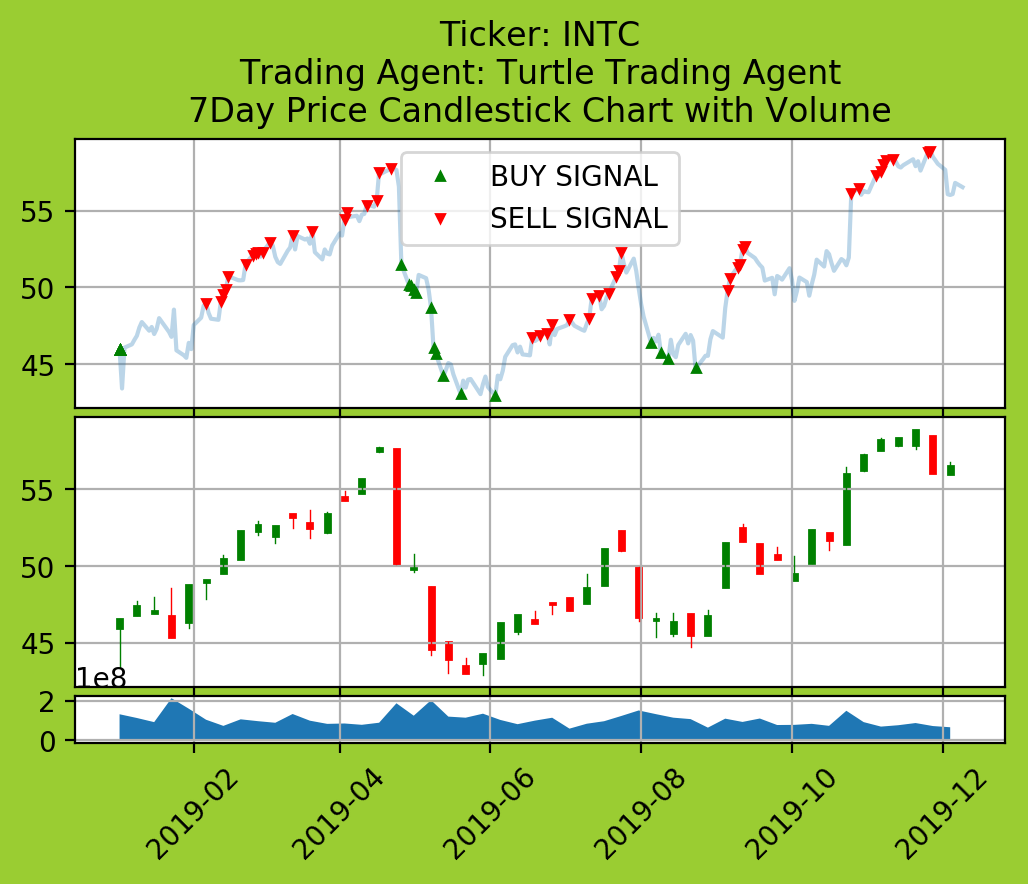 Ticker: INTC
Trading Agent: Turtle Trading Agent
7Day Price Candlestick Chart with Volume
BUY SIGNAL
SELL SIGNAL
55
50
45
55
50
45
1e8
2
0
2019-02
2019-04
2019-06
2019-08
2019-10
2019-12